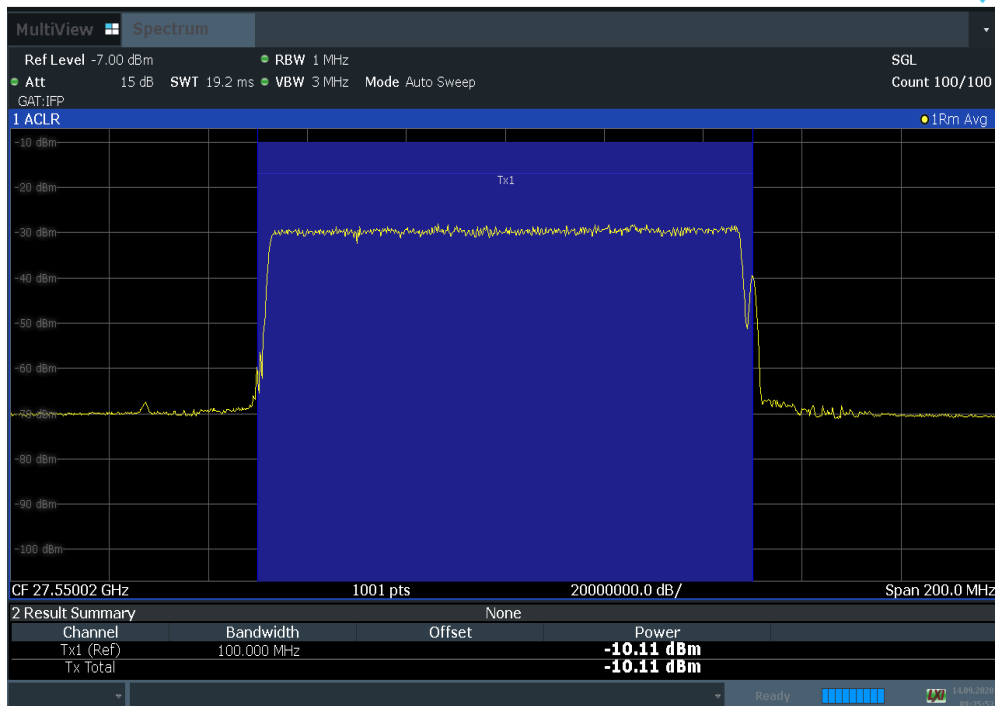 MultiView Spectrum
Ref Level -7.00 dBm RBW 1 MHz SGL
Att 15 dB SWT 19.2 ms VBW 3 MHz Mode Auto Sweep Count 100/100
GAT:IFP
1 ACLR 1Rm Avg
-10 dBm
Tx1
-20 dBm
-30 dBm
-40 dBm
-50 dBm
-60 dBm
-70 dBm
-80 dBm
-90 dBm
-100 dBm
CF 27.55002 GHz 1001 pts 20000000.0 dB/ Span 200.0 MHz
2 Result Summary None
Channel Bandwidth Offset Power
Tx1 (Ref) 100.000 MHz -10.11 dBm
Tx Total -10.11 dBm
Ready LXI 14.09.2020
09:35:53